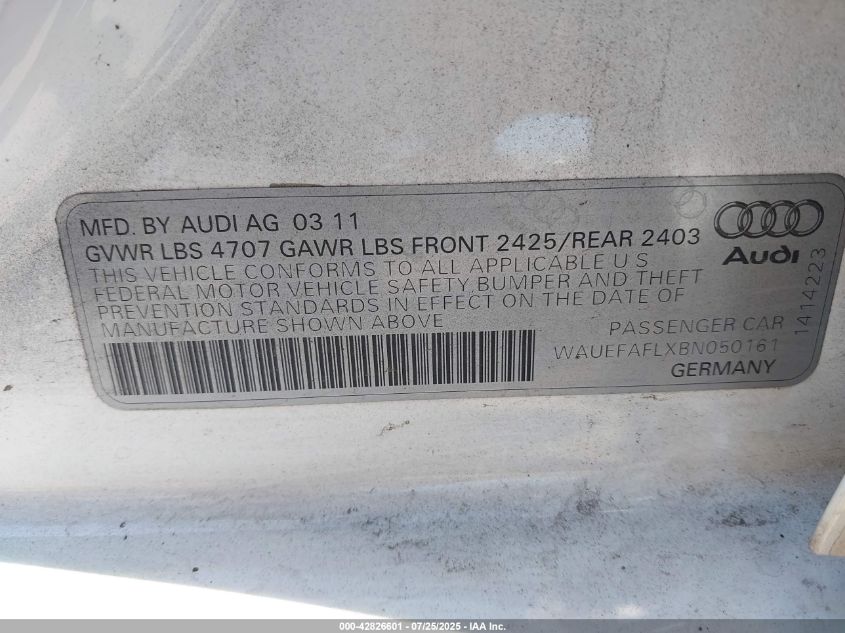 MFD. BY AUDI AG 03 11
GVWR LBS 4707 GAWR LBS FRONT 2425/REAR 2403
THIS VEHICLE CONFORMS TO ALL APPLICABLE U S
FEDERAL MOTOR VEHICLE SAFETY BUMPER AND THEFT
PREVENTION STANDARDS IN EFFECT ON THE DATE OF
MANUFACTURE SHOWN ABOVE
Audi
1414223
PASSENGER CAR
WAUEFAFLXBN050161
GERMANY
000-42826601 - 07/25/2025 - IAA Inc.